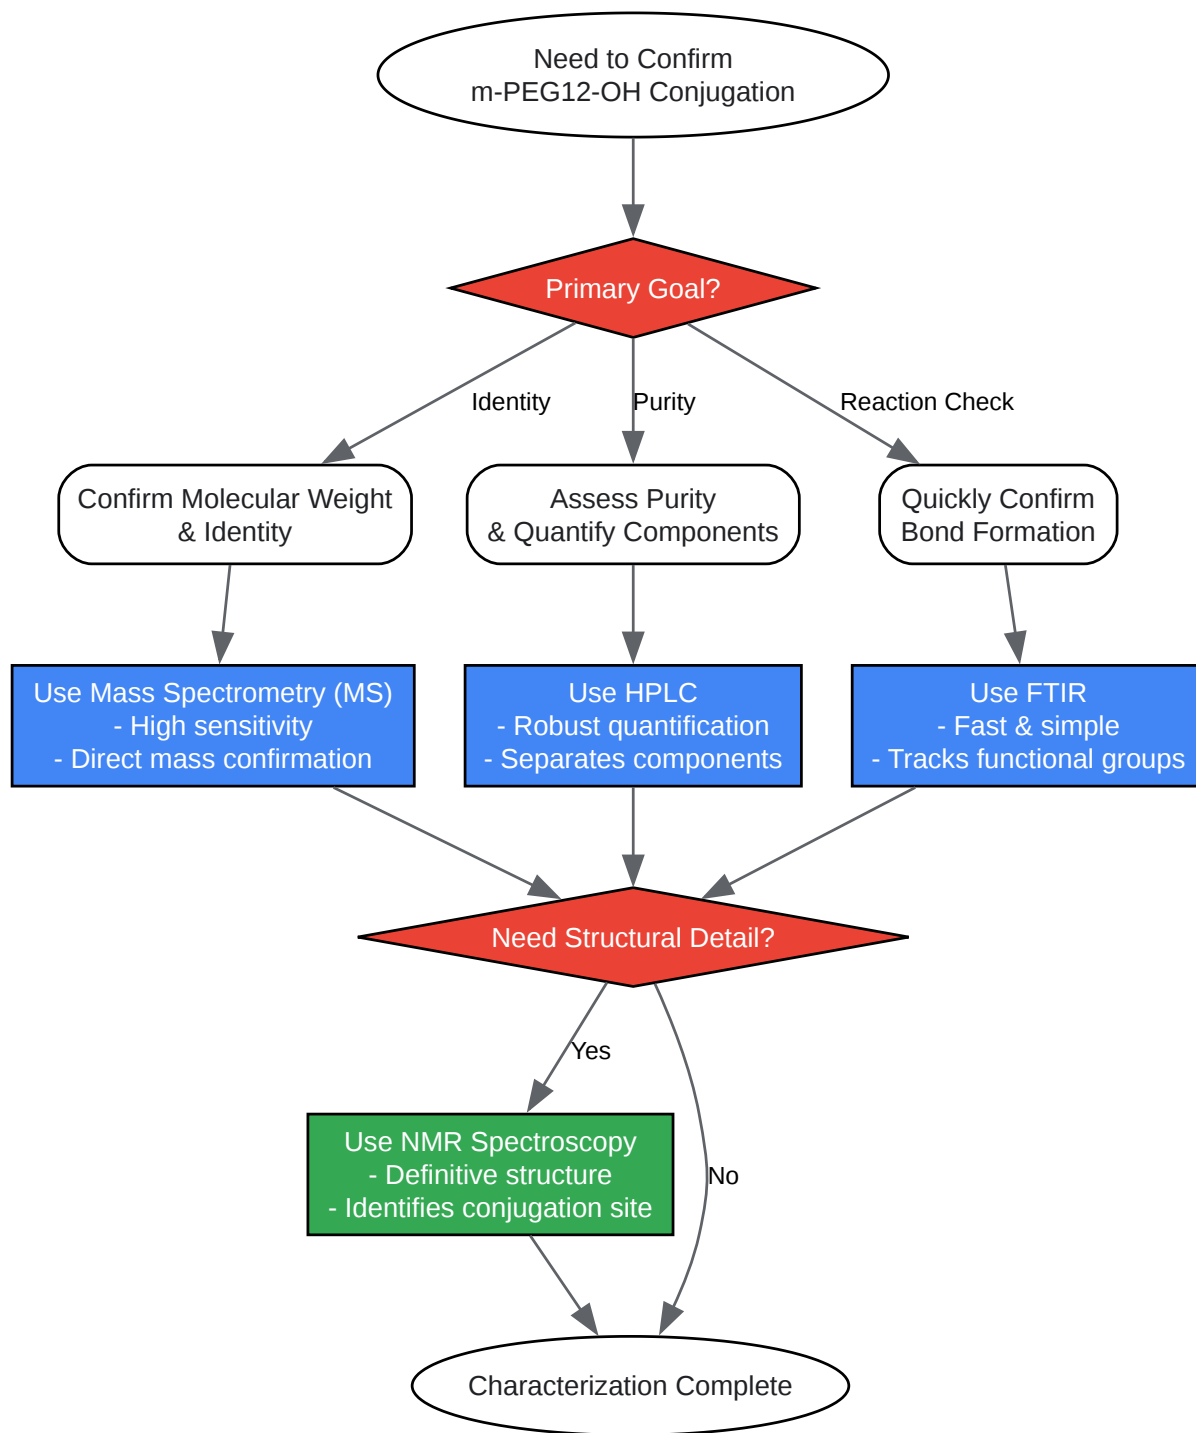 Need to Confirm
m-PEG12-OH Conjugation
Primary Goal?
Identity
Purity
Reaction Check
Confirm Molecular Weight
& Identity
Assess Purity
& Quantify Components
Quickly Confirm
Bond Formation
Use Mass Spectrometry (MS)
- High sensitivity
- Direct mass confirmation
Use HPLC
- Robust quantification
- Separates components
Use FTIR
- Fast & simple
- Tracks functional groups
Need Structural Detail?
Yes
Use NMR Spectroscopy
- Definitive structure
- Identifies conjugation site
No
Characterization Complete